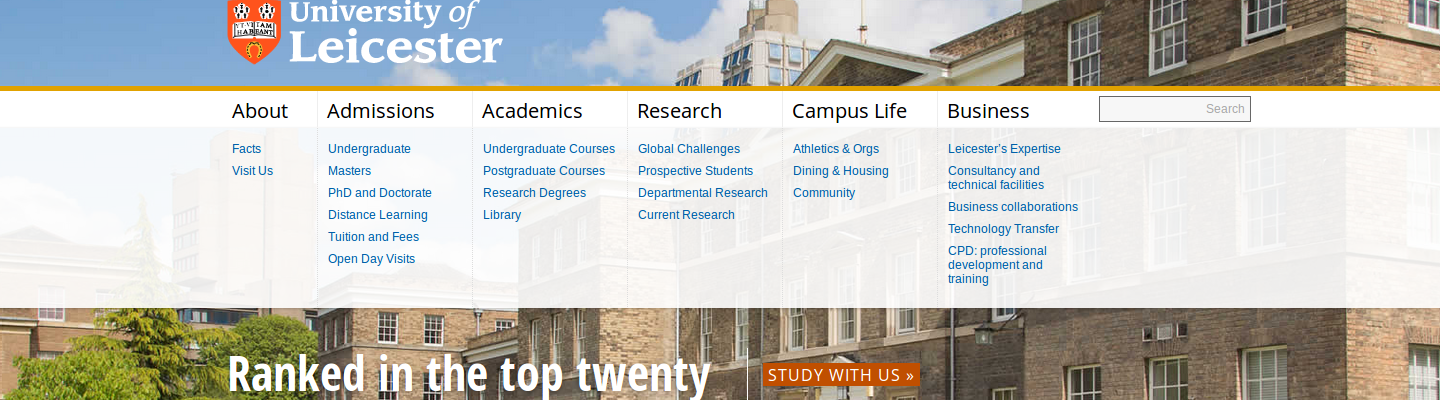 University of
Leicester
About
Admissions
Academics
Research
Campus Life
Business
Search
Facts
Visit Us
Undergraduate
Masters
PhD and Doctorate
Distance Learning
Tuition and Fees
Open Day Visits
Undergraduate Courses
Postgraduate Courses
Research Degrees
Library
Global Challenges
Prospective Students
Departmental Research
Current Research
Athletics & Orgs
Dining & Housing
Community
Leicester’s Expertise
Consultancy and
technical facilities
Business collaborations
Technology Transfer
CPD: professional
development and
training
Ranked in the top twenty
STUDY WITH US »